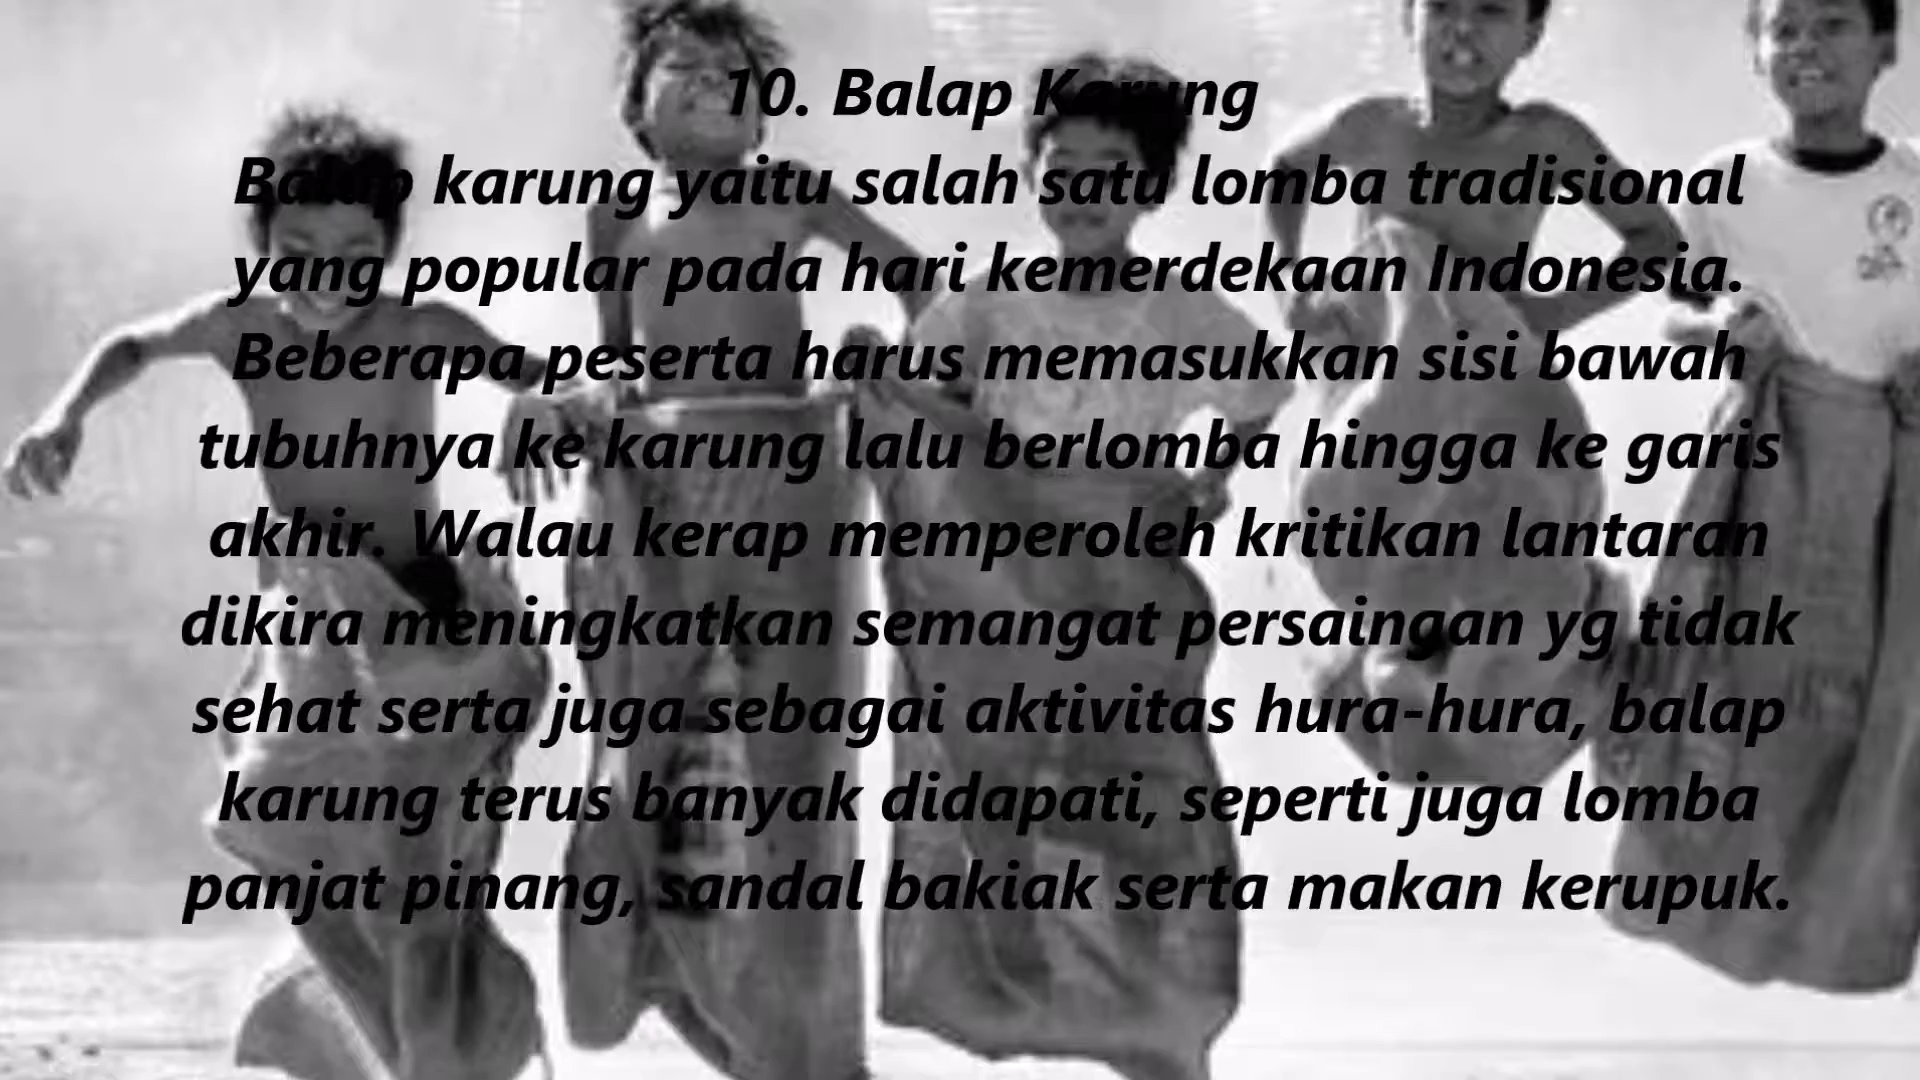 10. Balap Karung
Balap karung yaitu salah satu lomba tradisional
yang popular pada hari kemerdekaan Indonesia.
Beberapa peserta harus memasukkan sisi bawah
tubuhnya ke karung lalu berlomba hingga ke garis
akhir. Walau kerap memperoleh kritikan lantaran
dikira meningkatkan semangat persaingan yg tidak
sehat serta juga sebagai aktivitas hura-hura, balap
karung terus banyak didapati, seperti juga lomba
panjat pinang, sandal bakiak serta makan kerupuk.